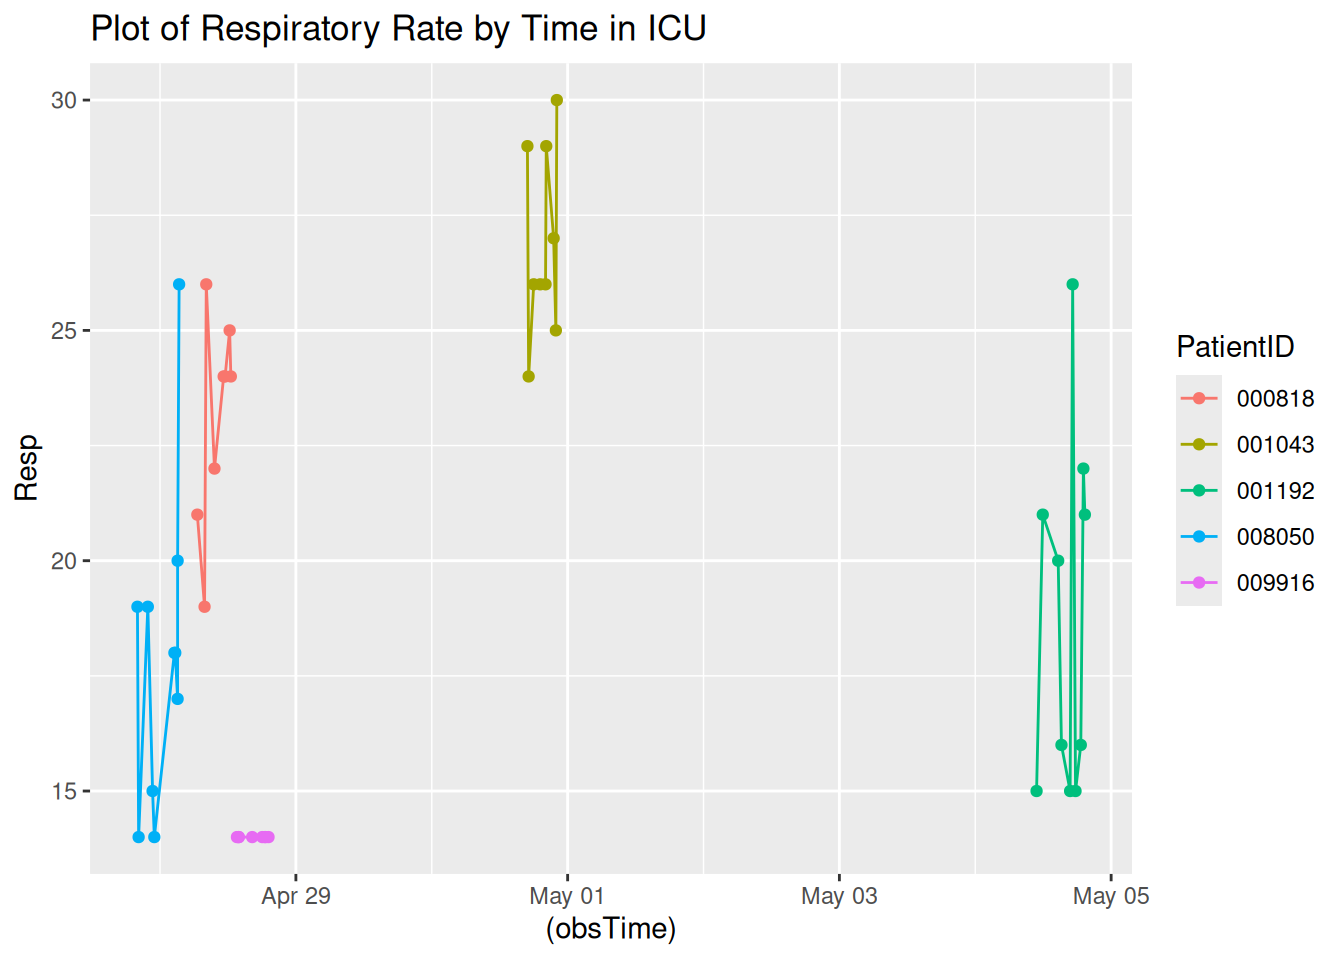 Plot of Respiratory Rate by Time in ICU
30
25
20
15
Resp
Apr 29
May 01
May 03
May 05
(obsTime)
PatientID
000818
001043
001192
008050
009916